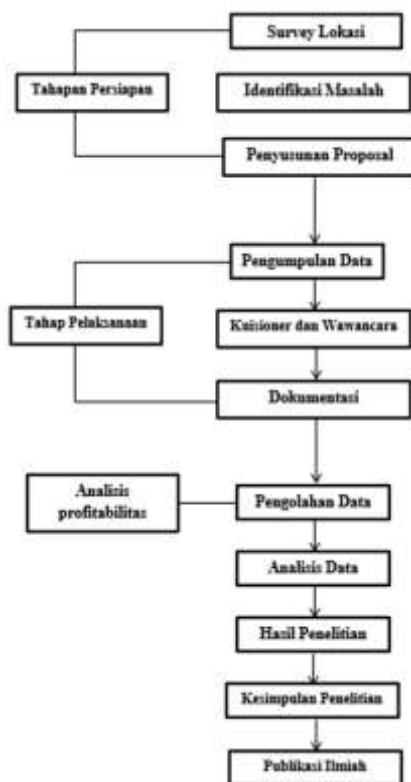 Survey Lokasi
Tahapan Persiapan
Identifikasi Masalah
Penyusunan Proposal
Pengumpulan Data
Tahap Pelaksanaan
Kuisioner dan Wawancara
Dokumentasi
Analisis
profitabilitas
Pengolahan Data
Analisis Data
Hasil Penelitian
Kesimpulan Penelitian
Publikasi Ilmiah